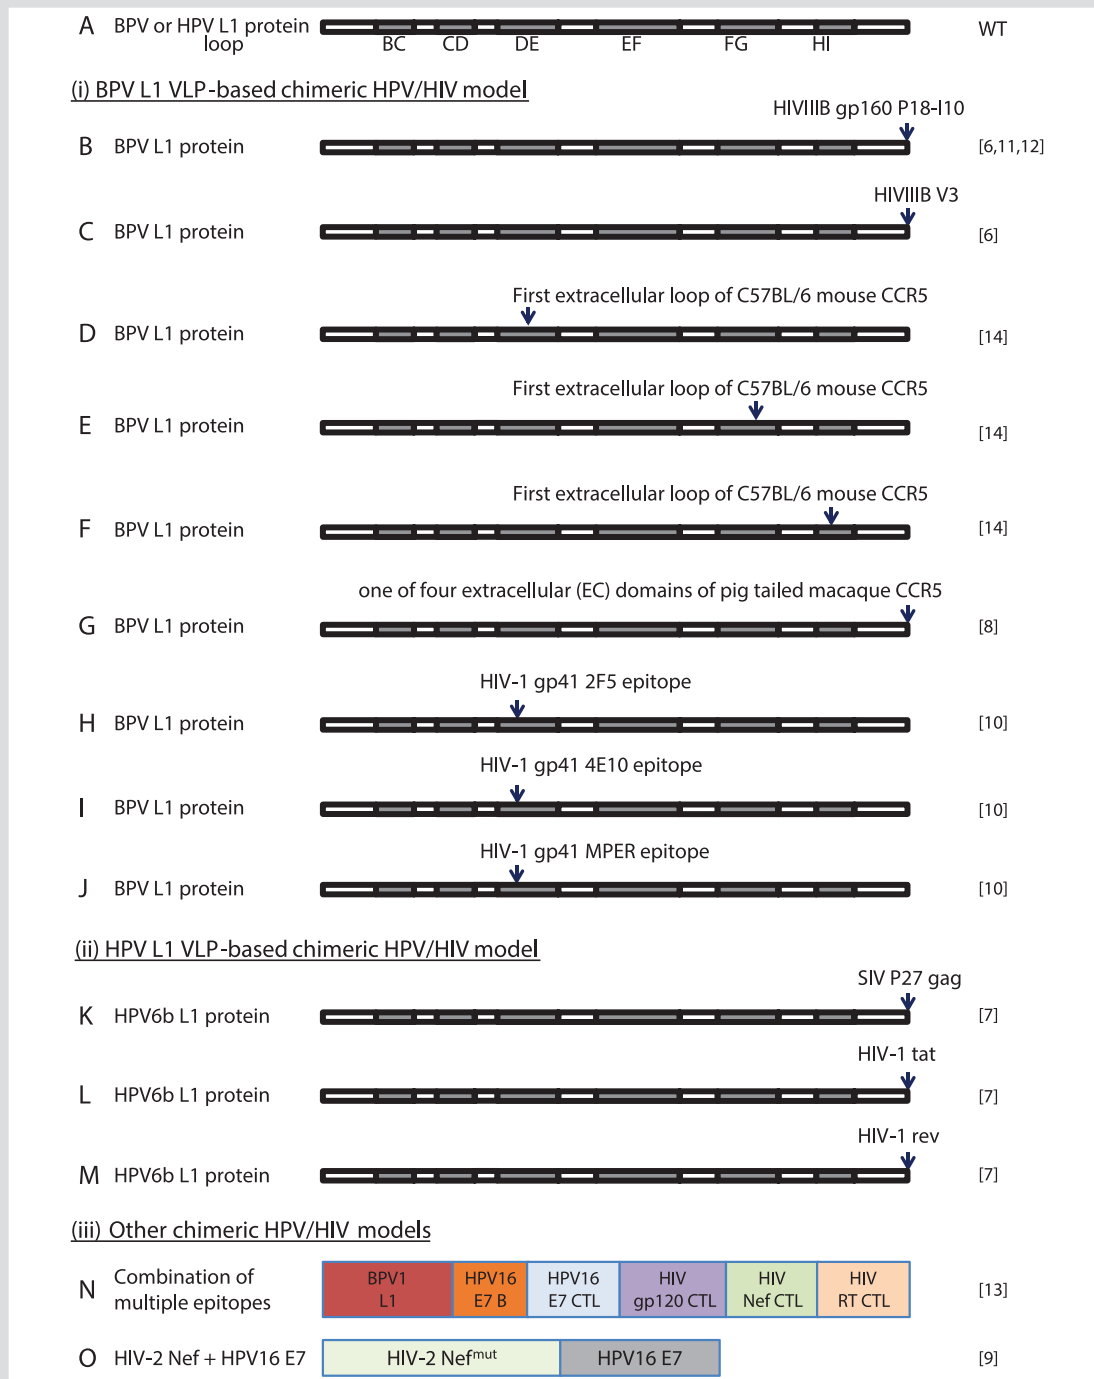 A BPV or HPV L1 protein WT
loop BC CD DE EF FG HI
(i) BPV L1 VLP-based chimeric HPV/HIV model
HIVIIIB gp160 P18-I10
B BPV L1 protein [6,11,12]
HIVIIIB V3
C BPV L1 protein [6]
First extracellular loop of C57BL/6 mouse CCR5
D BPV L1 protein [14]
First extracellular loop of C57BL/6 mouse CCR5
E BPV L1 protein [14]
First extracellular loop of C57BL/6 mouse CCR5
F BPV L1 protein [14]
one of four extracellular (EC) domains of pig tailed macaque CCR5
G BPV L1 protein [8]
HIV-1 gp41 2F5 epitope
H BPV L1 protein [10]
HIV-1 gp41 4E10 epitope
I BPV L1 protein [10]
HIV-1 gp41 MPER epitope
J BPV L1 protein [10]
(ii) HPV L1 VLP-based chimeric HPV/HIV model
SIV P27 gag
K HPV6b L1 protein [7]
HIV-1 tat
L HPV6b L1 protein [7]
HIV-1 rev
M HPV6b L1 protein [7]
(iii) Other chimeric HPV/HIV models
N Combination of multiple epitopes
BPV1 L1
HPV16 E7 B
HPV16 E7 CTL
HIV gp120 CTL
HIV Nef CTL
HIV RT CTL
[13]
O HIV-2 Nef + HPV16 E7 HIV-2 Nefmut HPV16 E7 [9]